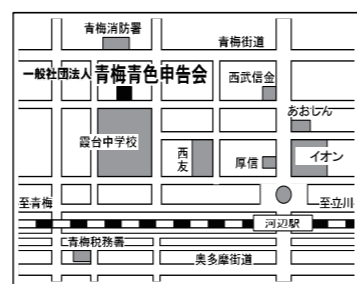 青梅消防署
青梅街道
一般社団法人 青梅青色申告会
西武信金
あおしん
霞台中学校
西友
厚信
イオン
至青梅
至立川
河辺駅
青梅税務署
奥多摩街道